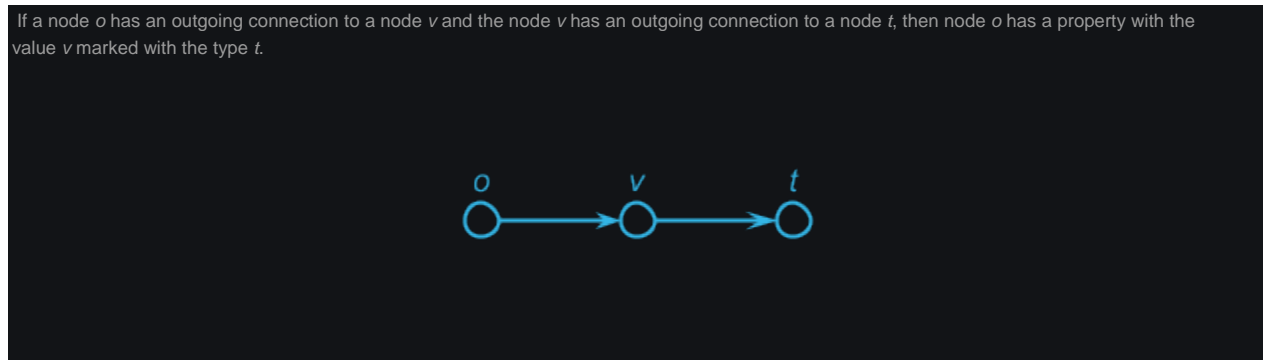 If a node o has an outgoing connection to a node v and the node v has an outgoing connection to a node t, then node o has a property with the
value v marked with the type t.
o v t